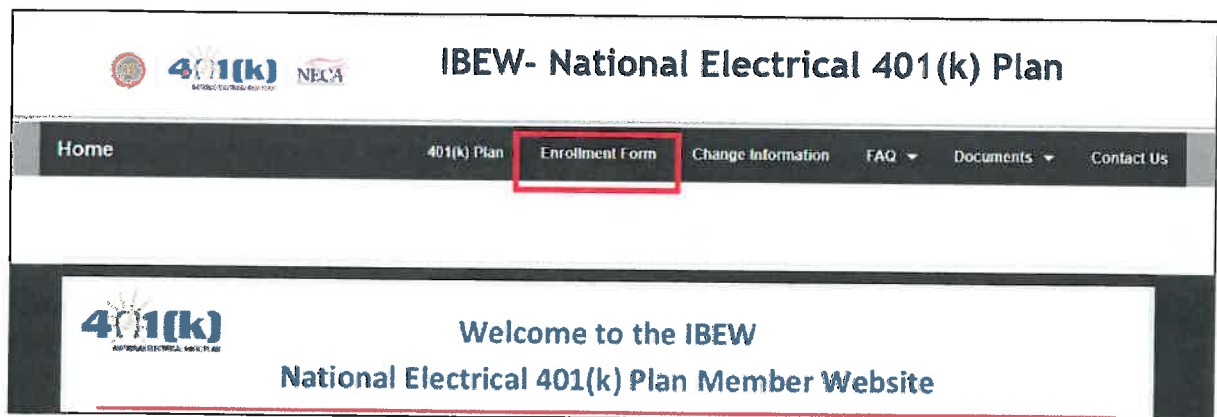 401(k) NECA IBEW- National Electrical 401(k) Plan
Home 401(k) Plan Enrollment Form Change Information FAQ Documents Contact Us
401(k) Welcome to the IBEW
National Electrical 401(k) Plan Member Website